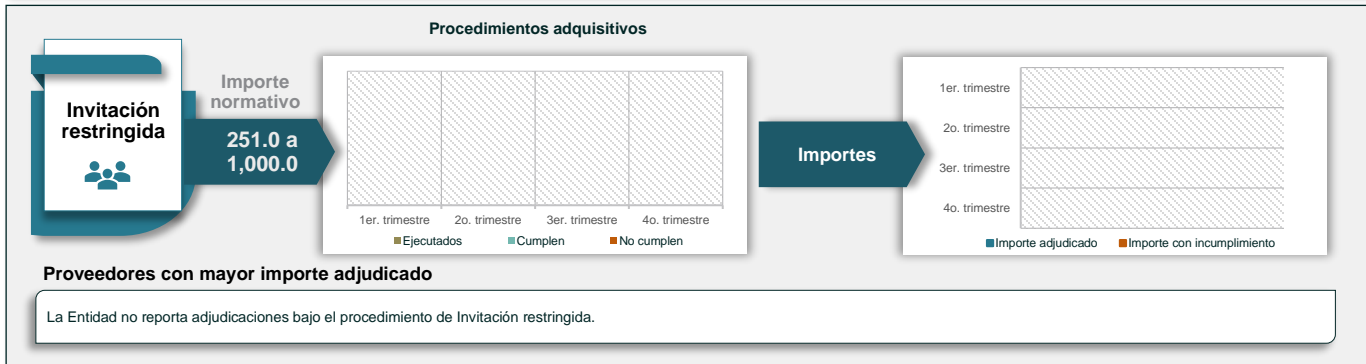 Procedimientos adquisitivos
Invitación
restringida
Importe
normativo
251.0 a
1,000.0
1er. trimestre
2o. trimestre
3er. trimestre
4o. trimestre
Ejecutados
Cumplen
No cumplen
Importes
1er. trimestre
2o. trimestre
3er. trimestre
4o. trimestre
Importe adjudicado
Importe con incumplimiento
Proveedores con mayor importe adjudicado
La Entidad no reporta adjudicaciones bajo el procedimiento de Invitación restringida.